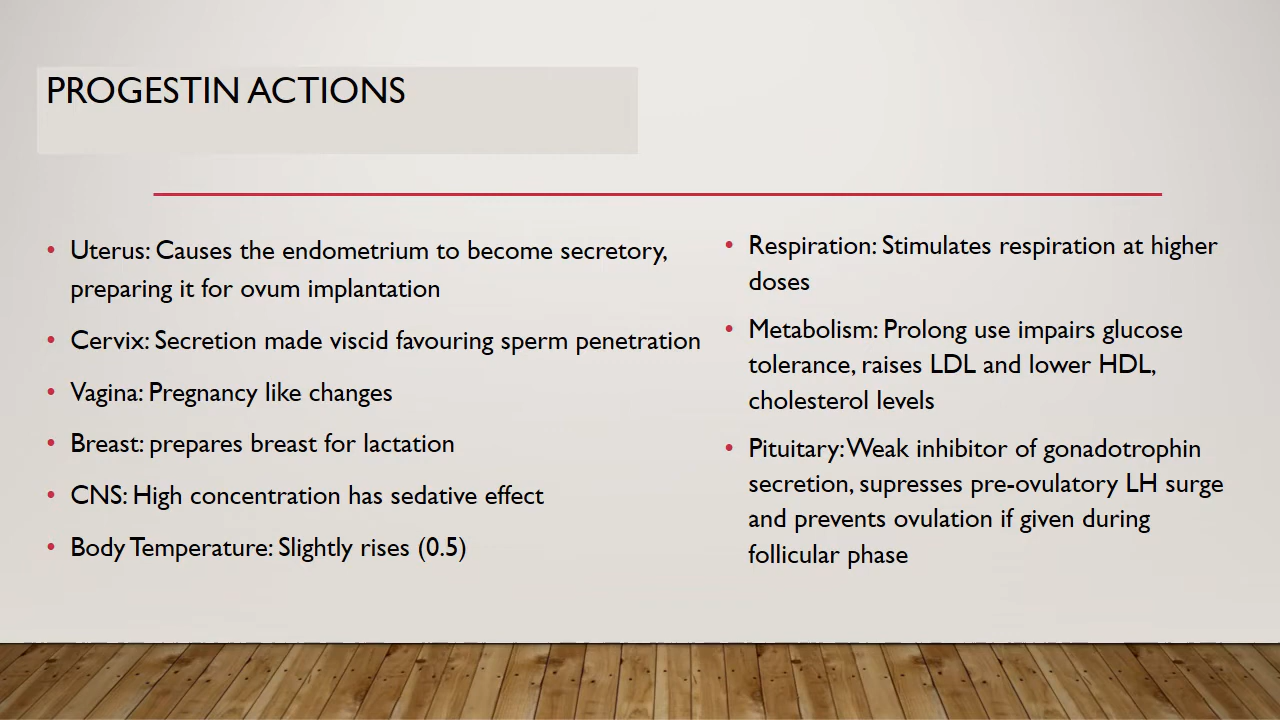 PROGESTIN ACTIONS
• Uterus: Causes the endometrium to become secretory,
preparing it for ovum implantation
• Cervix: Secretion made viscid favouring sperm penetration
• Vagina: Pregnancy like changes
• Breast: prepares breast for lactation
• CNS: High concentration has sedative effect
• Body Temperature: Slightly rises (0.5)
• Respiration: Stimulates respiration at higher
doses
• Metabolism: Prolong use impairs glucose
tolerance, raises LDL and lower HDL,
cholesterol levels
• Pituitary: Weak inhibitor of gonadotrophin
secretion, supresses pre-ovulatory LH surge
and prevents ovulation if given during
follicular phase